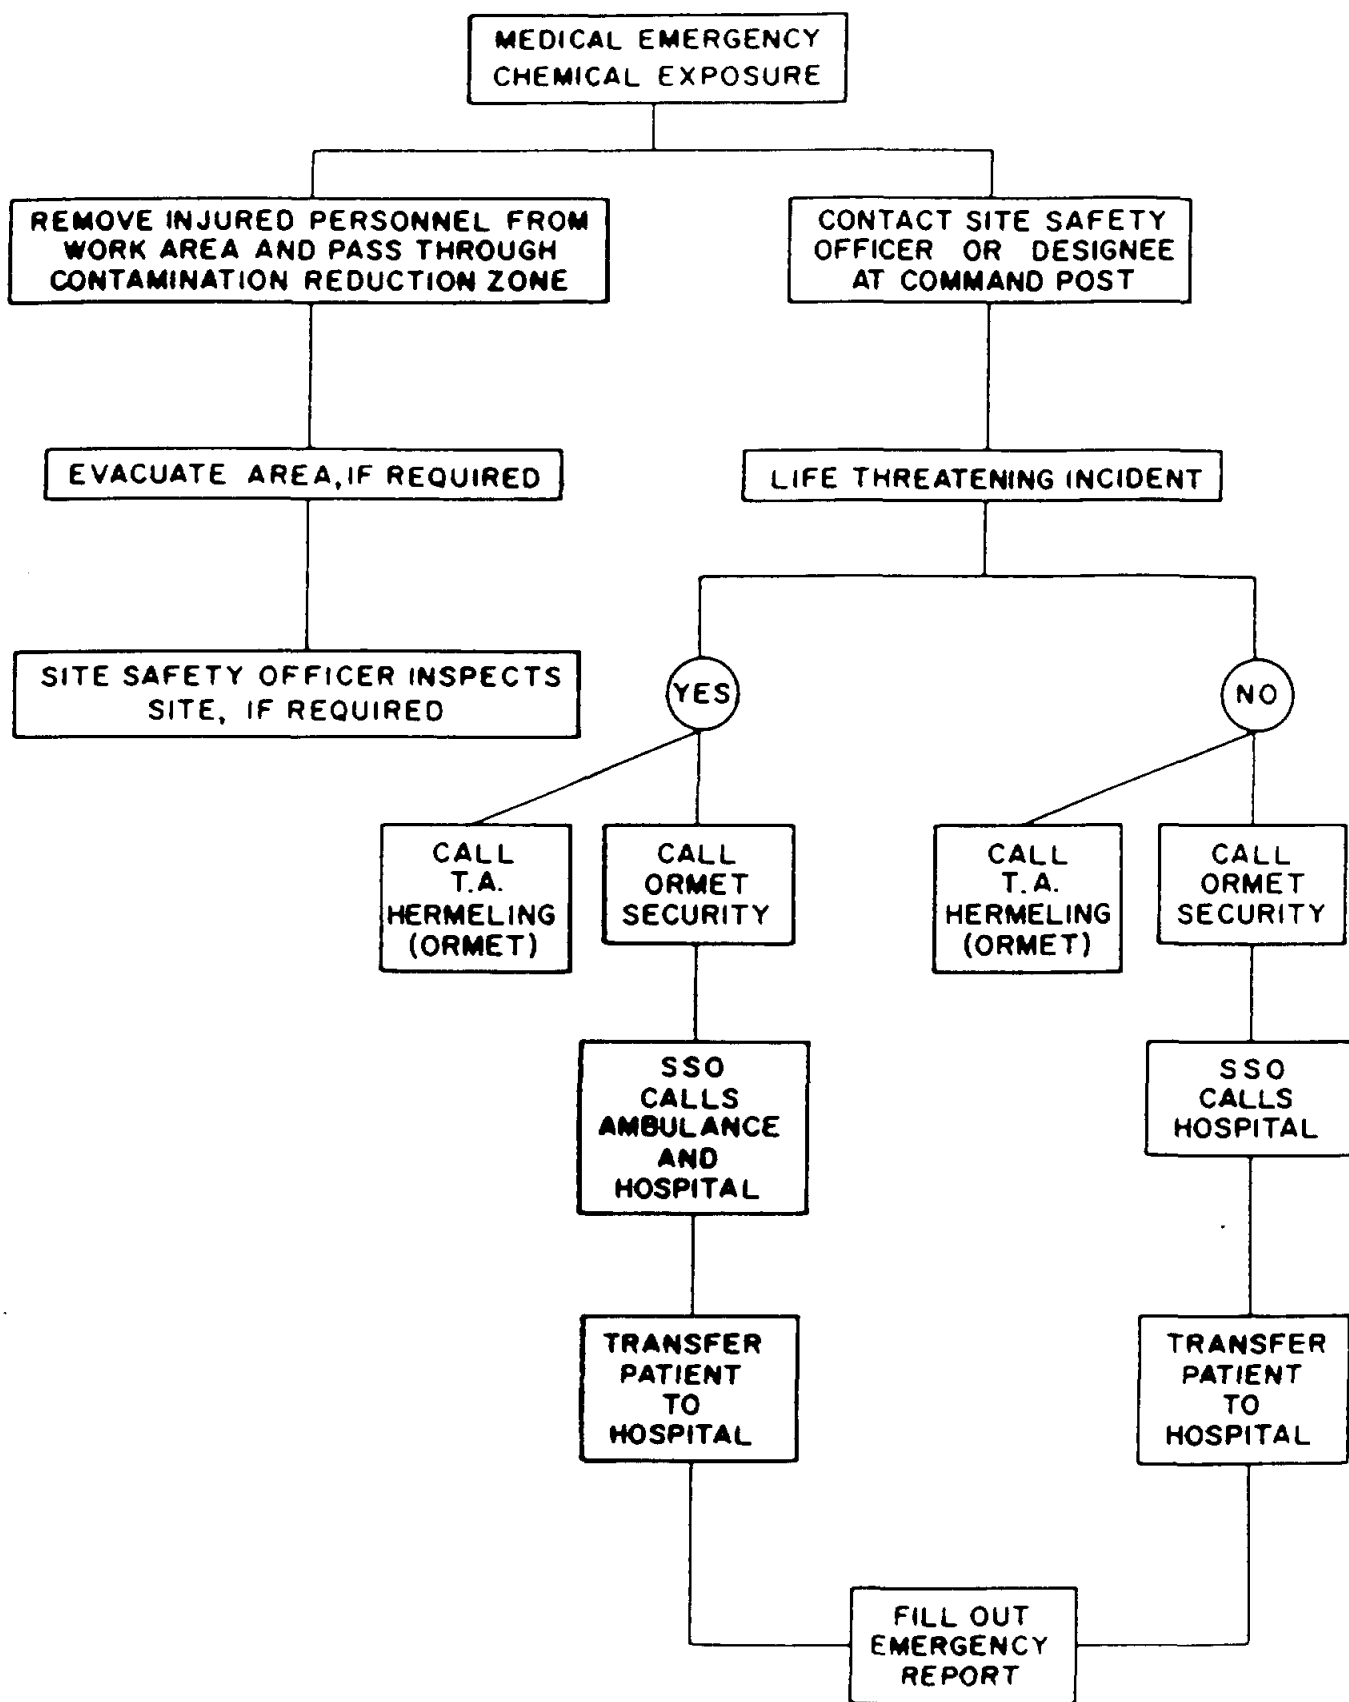 MEDICAL EMERGENCY
CHEMICAL EXPOSURE
REMOVE INJURED PERSONNEL FROM
WORK AREA AND PASS THROUGH
CONTAMINATION REDUCTION ZONE
CONTACT SITE SAFETY
OFFICER OR DESIGNEE
AT COMMAND POST
EVACUATE AREA, IF REQUIRED
LIFE THREATENING INCIDENT
SITE SAFETY OFFICER INSPECTS
SITE, IF REQUIRED
YES
NO
CALL
T.A.
HERMELING
(ORMET)
CALL
ORMET
SECURITY
CALL
T.A.
HERMELING
(ORMET)
CALL
ORMET
SECURITY
SSO
CALLS
AMBULANCE
AND
HOSPITAL
SSO
CALLS
HOSPITAL
TRANSFER
PATIENT
TO
HOSPITAL
TRANSFER
PATIENT
TO
HOSPITAL
FILL OUT
EMERGENCY
REPORT